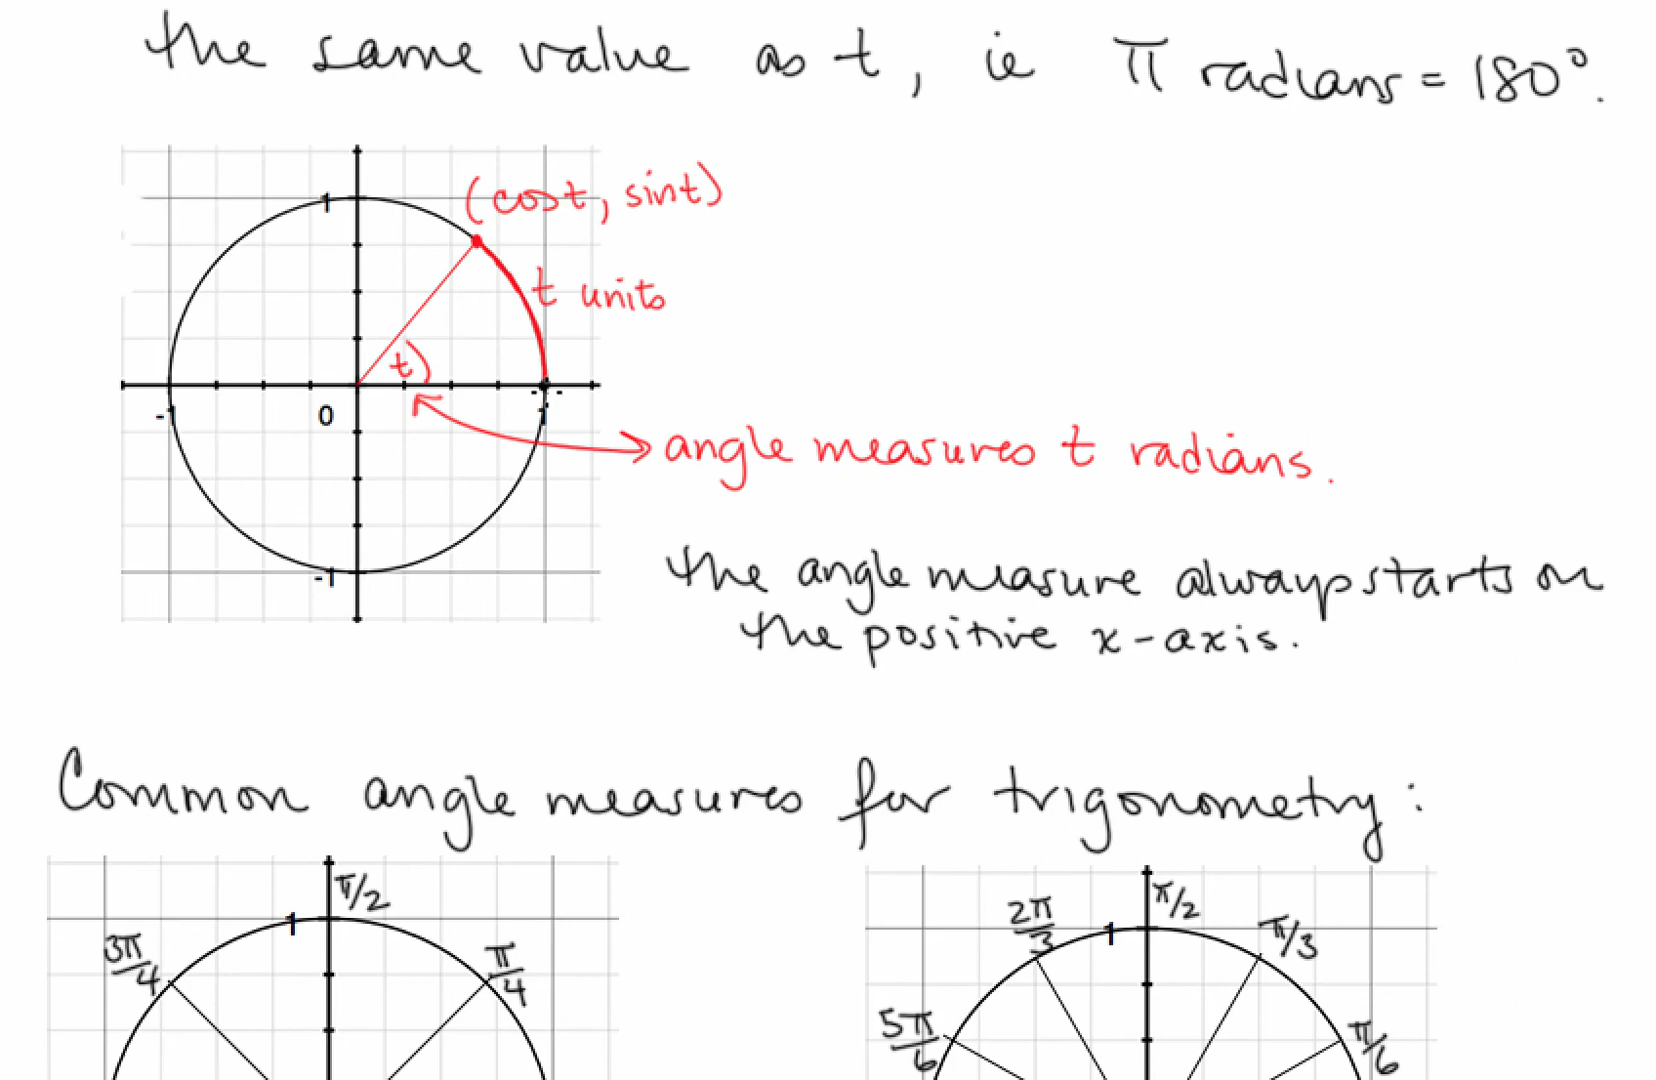 the same value as t, ie π radians = 180°.
(cost, sint)
1
t units
t
-1
0
1
angle measures t radians.
-1
the angle measure always starts on
the positive x-axis.
Common angle measures for trigonometry:
π/2
1
3π/4
π/4
π/2
2π/3
1
π/3
5π/6
π/6